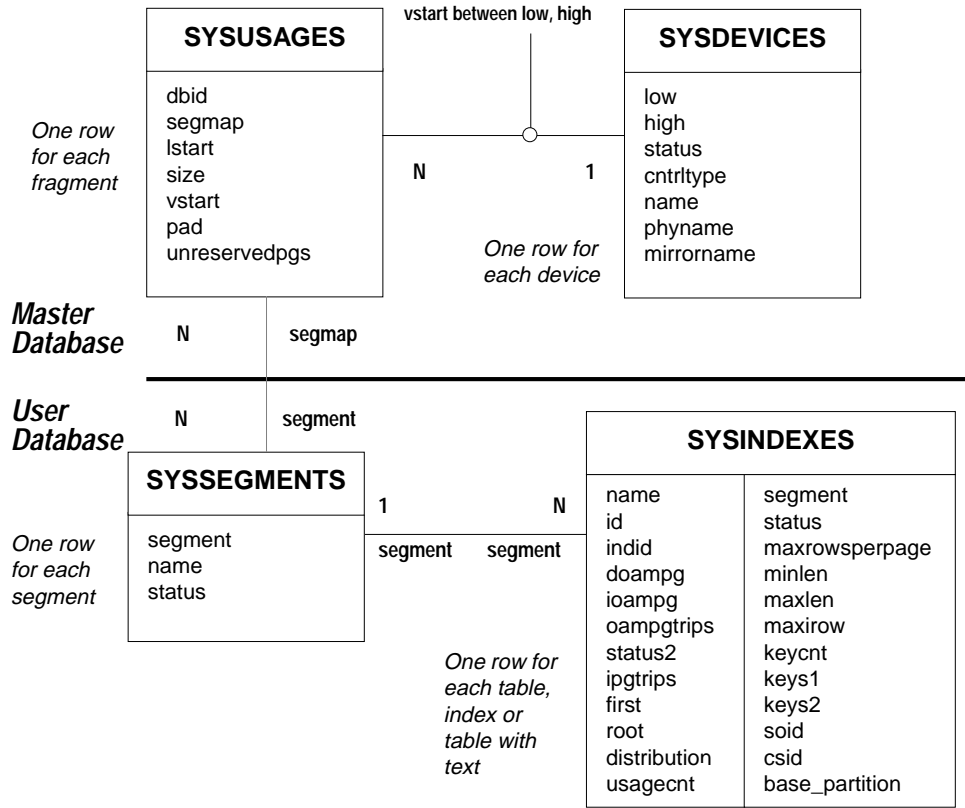 vstart between low, high
SYSUSAGES
dbid
segmap
lstart
size
vstart
pad
unreservedpgs
One row
for each
fragment
N
1
SYSDEVICES
low
high
status
cntrltype
name
phyname
mirrorname
One row for
each device
Master
Database
N
segmap
User
Database
N
segment
SYSSEGMENTS
segment
name
status
One row
for each
segment
1
N
segment
segment
SYSINDEXES
name
id
indid
doampg
ioampg
oampgtrips
status2
ipgtrips
first
root
distribution
usagecnt
segment
status
maxrowsperpage
minlen
maxlen
maxirow
keycnt
keys1
keys2
soid
csid
base_partition
One row for
each table,
index or
table with
text